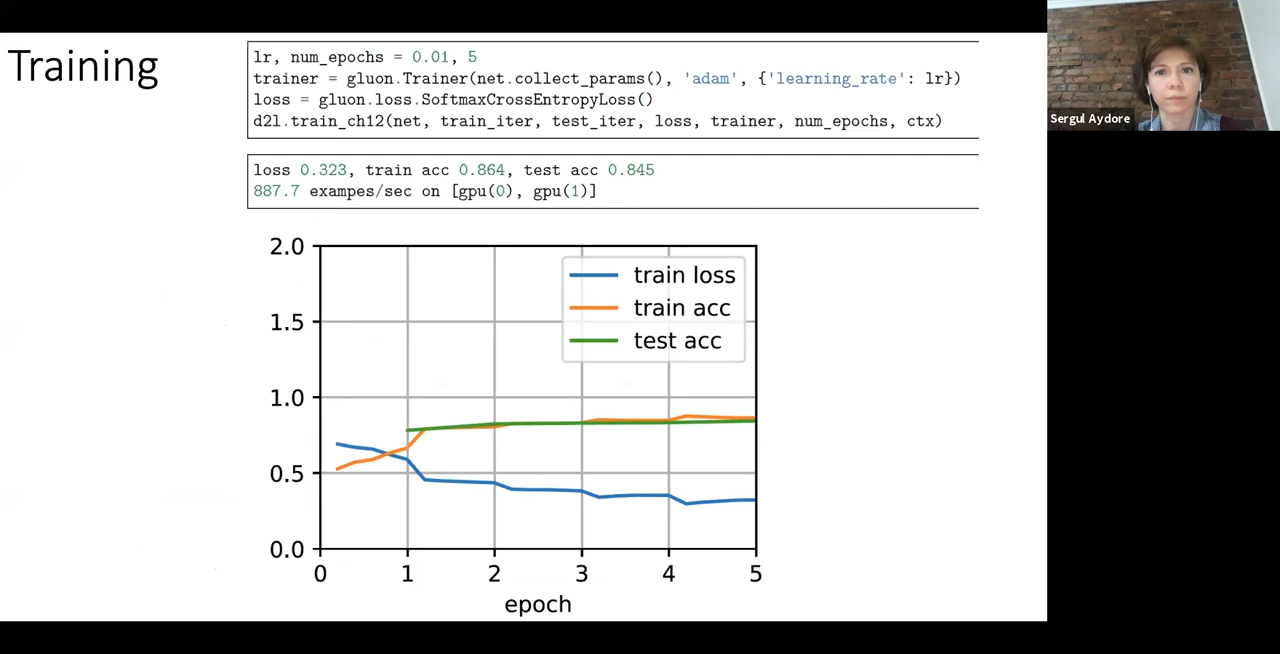 Training
lr, num_epochs = 0.01, 5
trainer = gluon.Trainer(net.collect_params(), 'adam', {'learning_rate': lr})
loss = gluon.loss.SoftmaxCrossEntropyLoss()
d2l.train_ch12(net, train_iter, test_iter, loss, trainer, num_epochs, ctx)
loss 0.323, train acc 0.864, test acc 0.845
887.7 exampes/sec on [gpu(0), gpu(1)]
2.0
1.5
1.0
0.5
0.0
train loss
train acc
test acc
0 1 2 3 4 5
epoch
Sergul Aydore